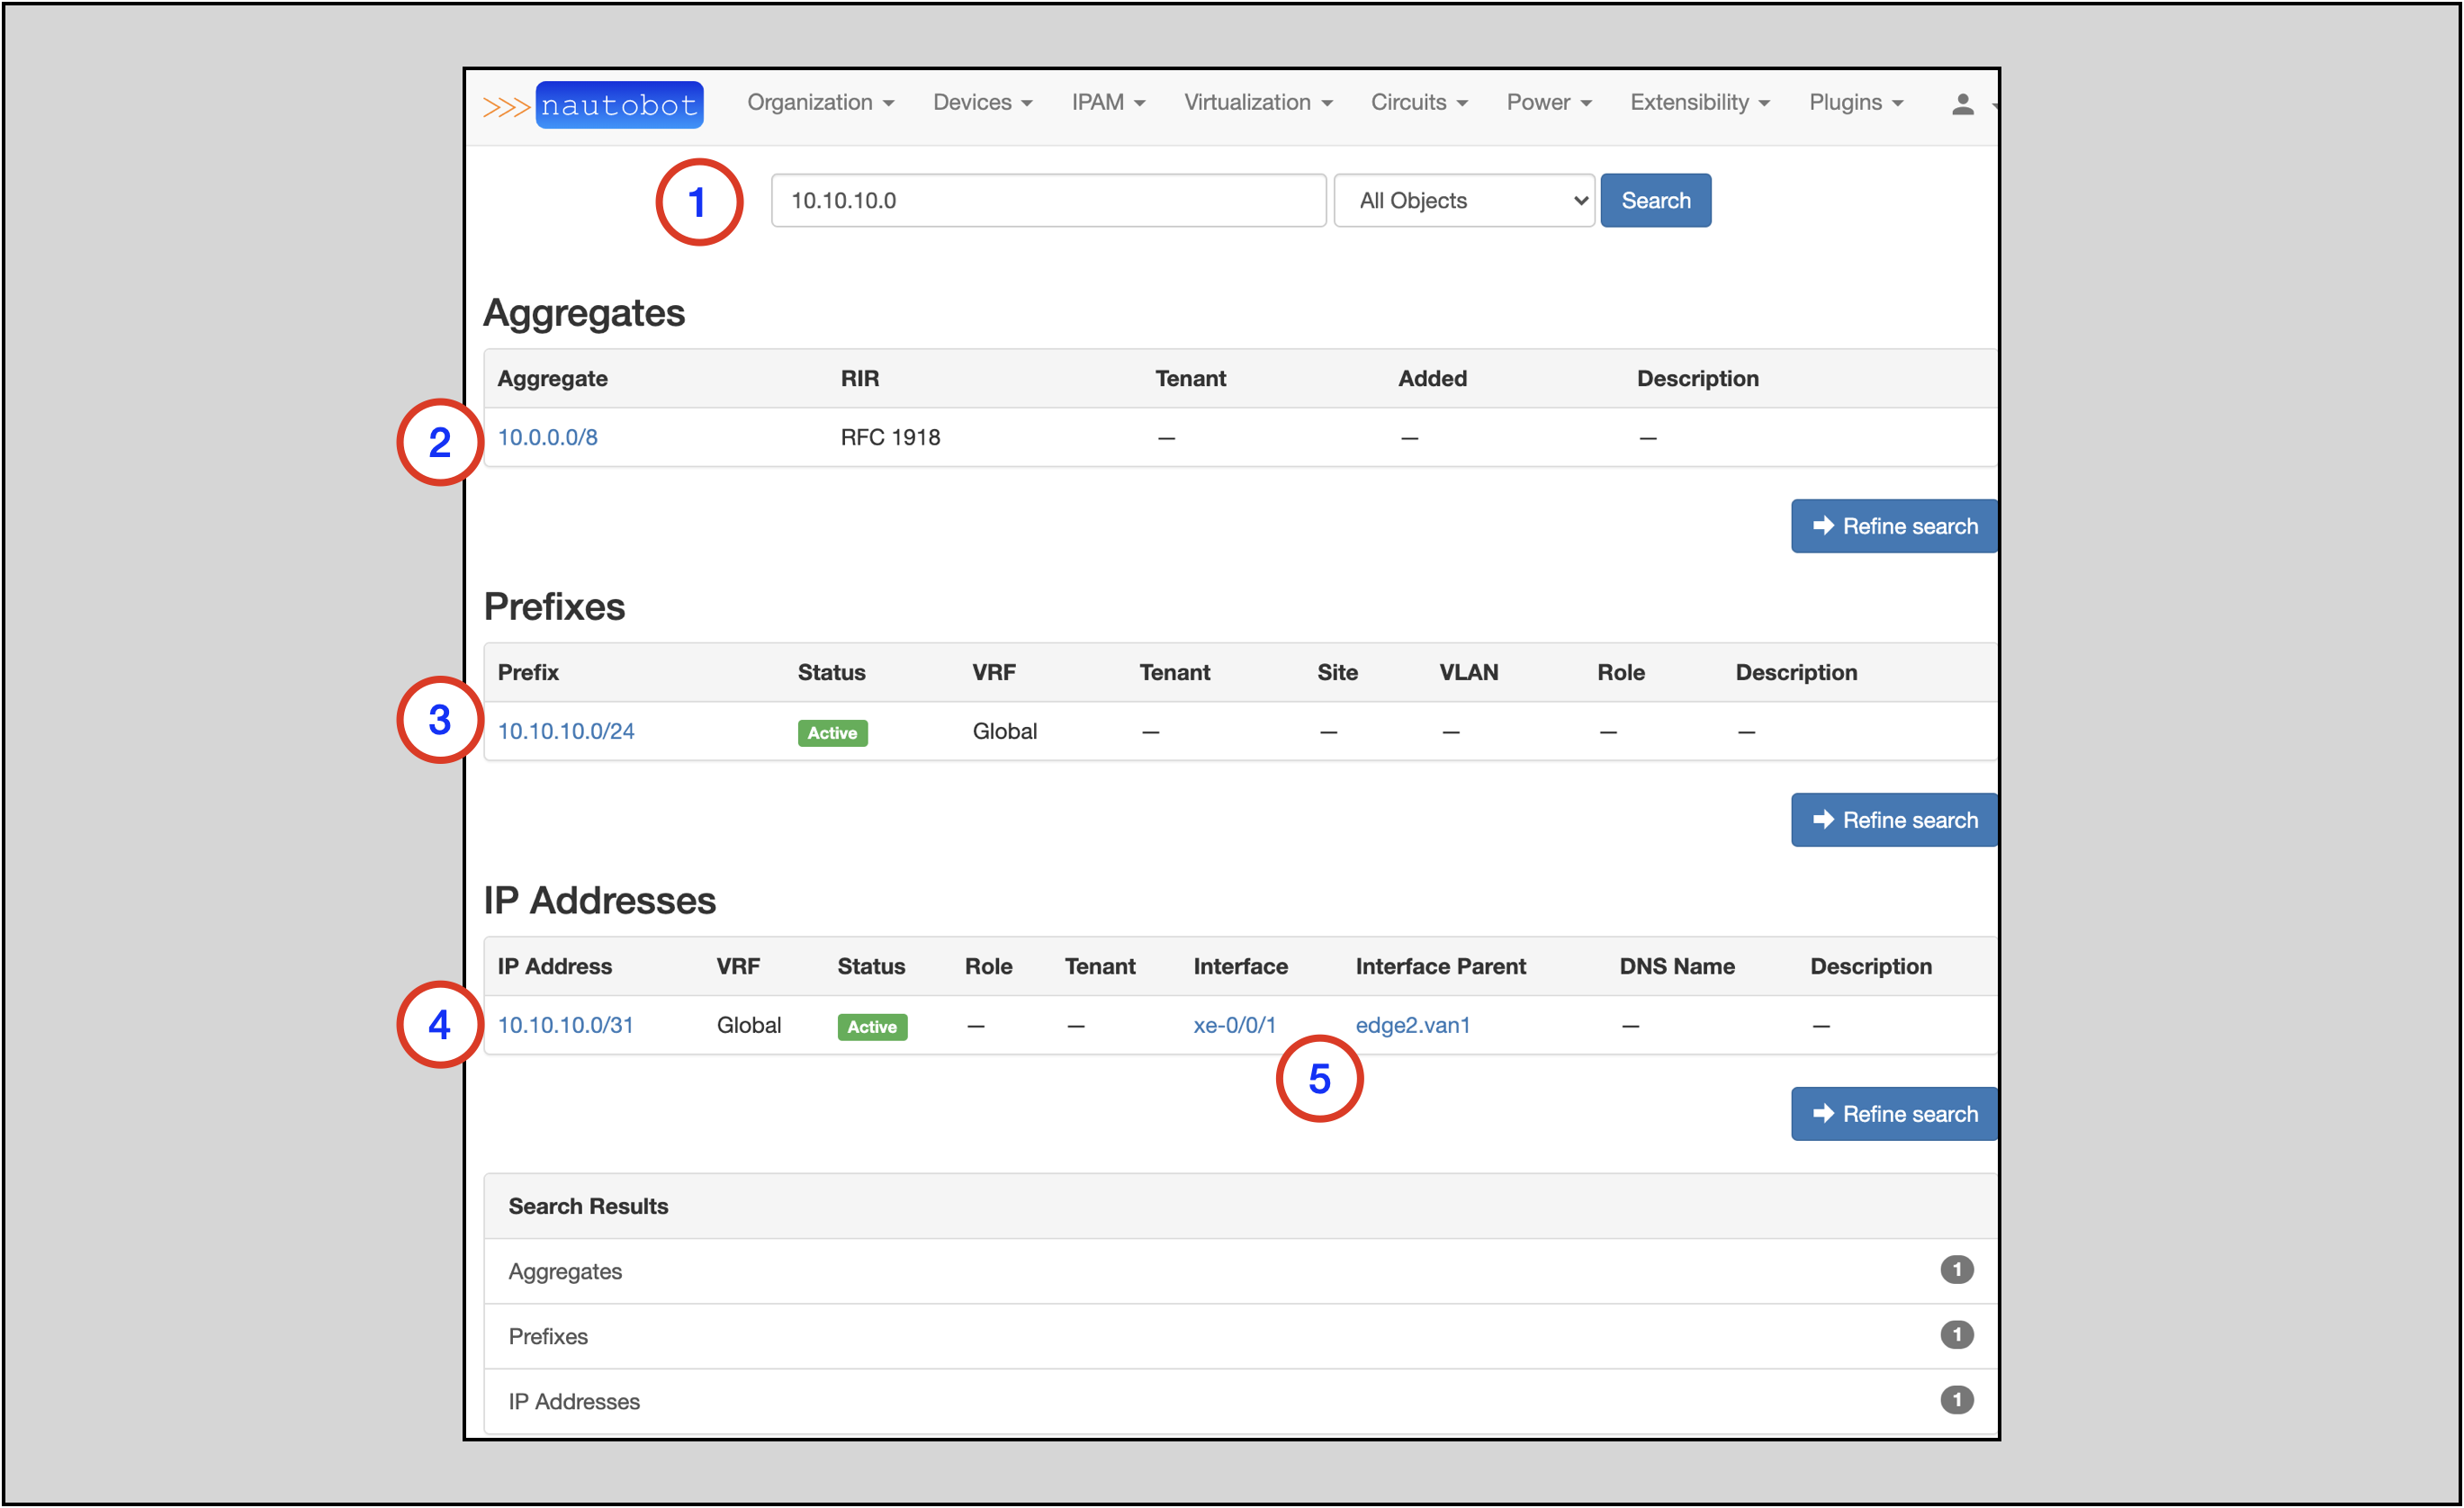 >>> nautobot Organization Devices IPAM Virtualization Circuits Power Extensibility Plugins
1 10.10.10.0 All Objects Search
Aggregates
Aggregate RIR Tenant Added Description
2 10.0.0.0/8 RFC 1918 — — —
Refine search
Prefixes
Prefix Status VRF Tenant Site VLAN Role Description
3 10.10.10.0/24 Active Global — — — — —
Refine search
IP Addresses
IP Address VRF Status Role Tenant Interface Interface Parent DNS Name Description
4 10.10.10.0/31 Global Active — — xe-0/0/1 edge2.van1 — —
5
Refine search
Search Results
Aggregates 1
Prefixes 1
IP Addresses 1